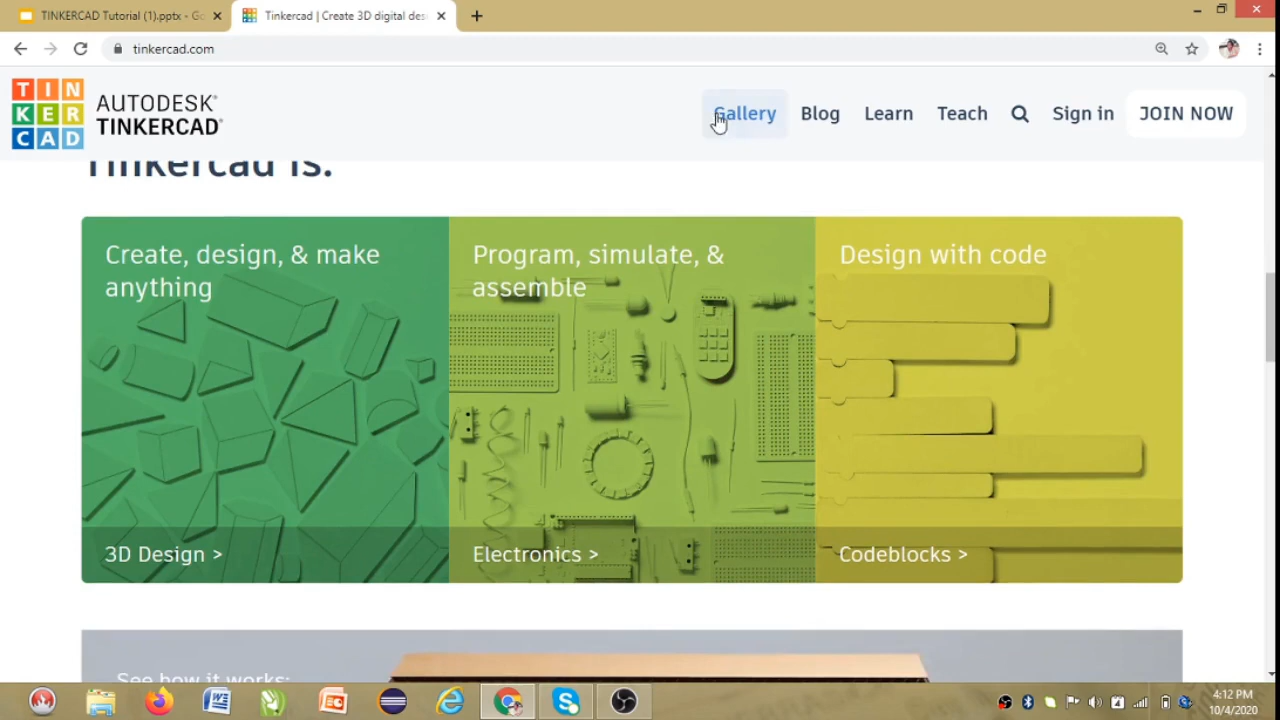 TINKERCAD Tutorial (1).pptx - Go
Tinkercad | Create 3D digital des
tinkercad.com
TIN
KER
CAD
AUTODESK®
TINKERCAD®
Gallery
Blog
Learn
Teach
Sign in
JOIN NOW
Tinkercad is:
Create, design, & make
anything
Program, simulate, &
assemble
Design with code
3D Design >
Electronics >
Codeblocks >
See how it works:
4:12 PM
10/4/2020